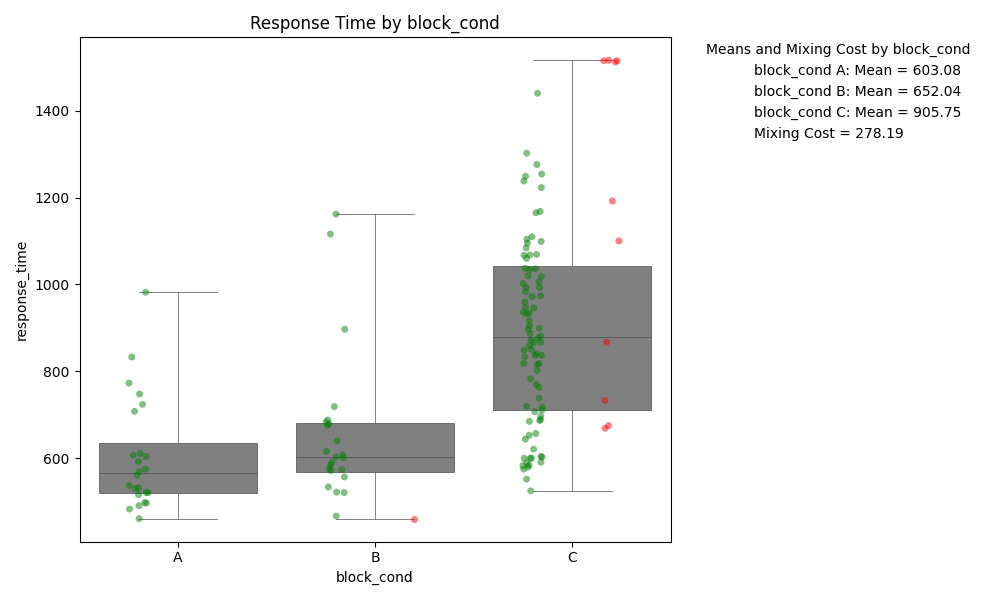 Response Time by block_cond
Means and Mixing Cost by block_cond
block_cond A: Mean = 603.08
block_cond B: Mean = 652.04
block_cond C: Mean = 905.75
Mixing Cost = 278.19
response_time
1400
1200
1000
800
600
A B C
block_cond